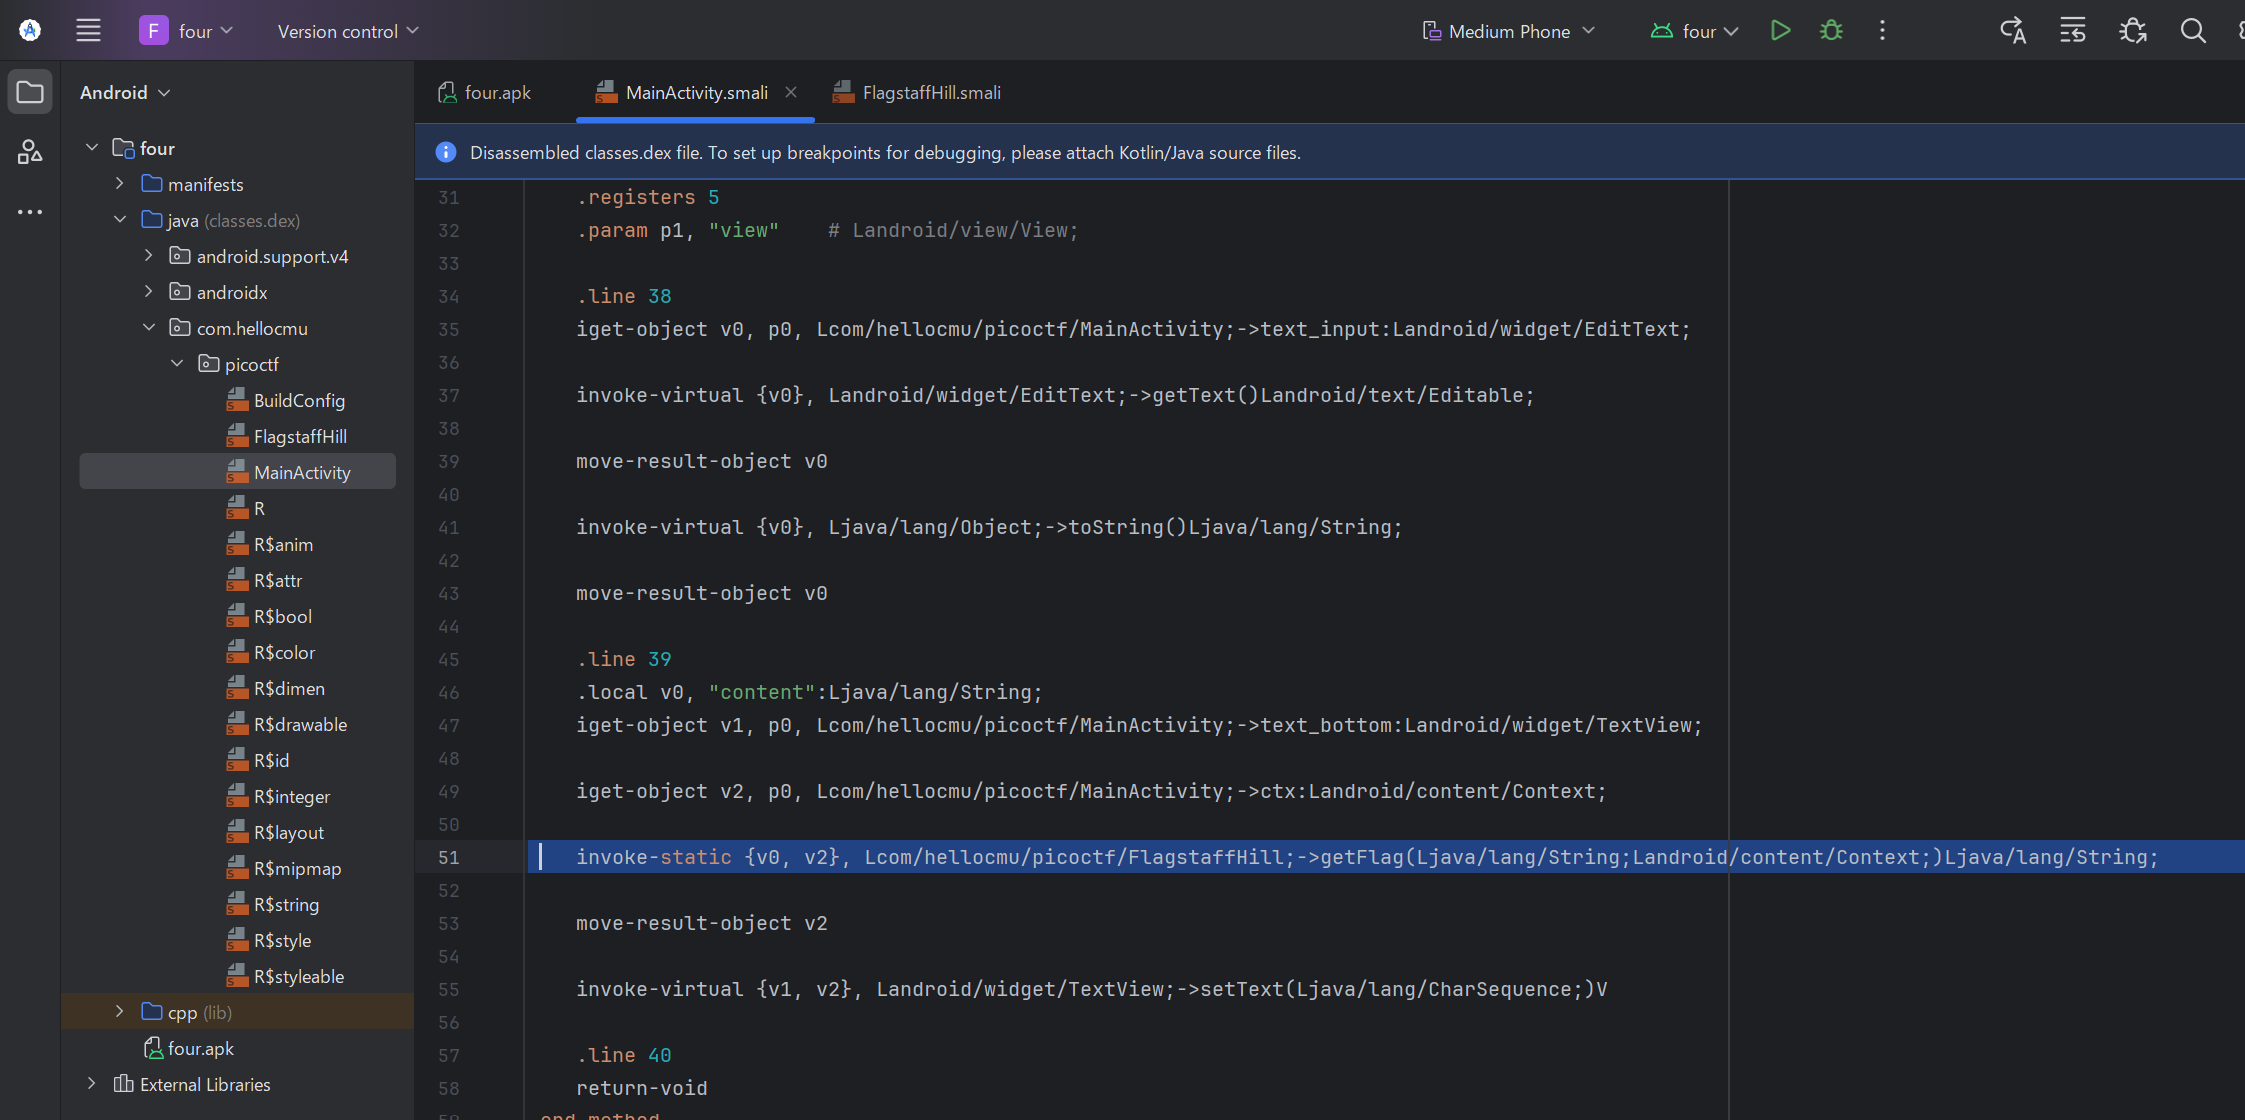 F four Version control Medium Phone four
Android
four
manifests
java (classes.dex)
android.support.v4
androidx
com.hellocmu
picoctf
BuildConfig
FlagstaffHill
MainActivity
R
R$anim
R$attr
R$bool
R$color
R$dimen
R$drawable
R$id
R$integer
R$layout
R$mipmap
R$string
R$style
R$styleable
cpp (lib)
four.apk
External Libraries
four.apk MainActivity.smali FlagstaffHill.smali
Disassembled classes.dex file. To set up breakpoints for debugging, please attach Kotlin/Java source files.
31 .registers 5
32 .param p1, "view" # Landroid/view/View;
33
34 .line 38
35 iget-object v0, p0, Lcom/hellocmu/picoctf/MainActivity;->text_input:Landroid/widget/EditText;
36
37 invoke-virtual {v0}, Landroid/widget/EditText;->getText()Landroid/text/Editable;
38
39 move-result-object v0
40
41 invoke-virtual {v0}, Ljava/lang/Object;->toString()Ljava/lang/String;
42
43 move-result-object v0
44
45 .line 39
46 .local v0, "content":Ljava/lang/String;
47 iget-object v1, p0, Lcom/hellocmu/picoctf/MainActivity;->text_bottom:Landroid/widget/TextView;
48
49 iget-object v2, p0, Lcom/hellocmu/picoctf/MainActivity;->ctx:Landroid/content/Context;
50
51 invoke-static {v0, v2}, Lcom/hellocmu/picoctf/FlagstaffHill;->getFlag(Ljava/lang/String;Landroid/content/Context;)Ljava/lang/String;
52
53 move-result-object v2
54
55 invoke-virtual {v1, v2}, Landroid/widget/TextView;->setText(Ljava/lang/CharSequence;)V
56
57 .line 40
58 return-void
59 .end method